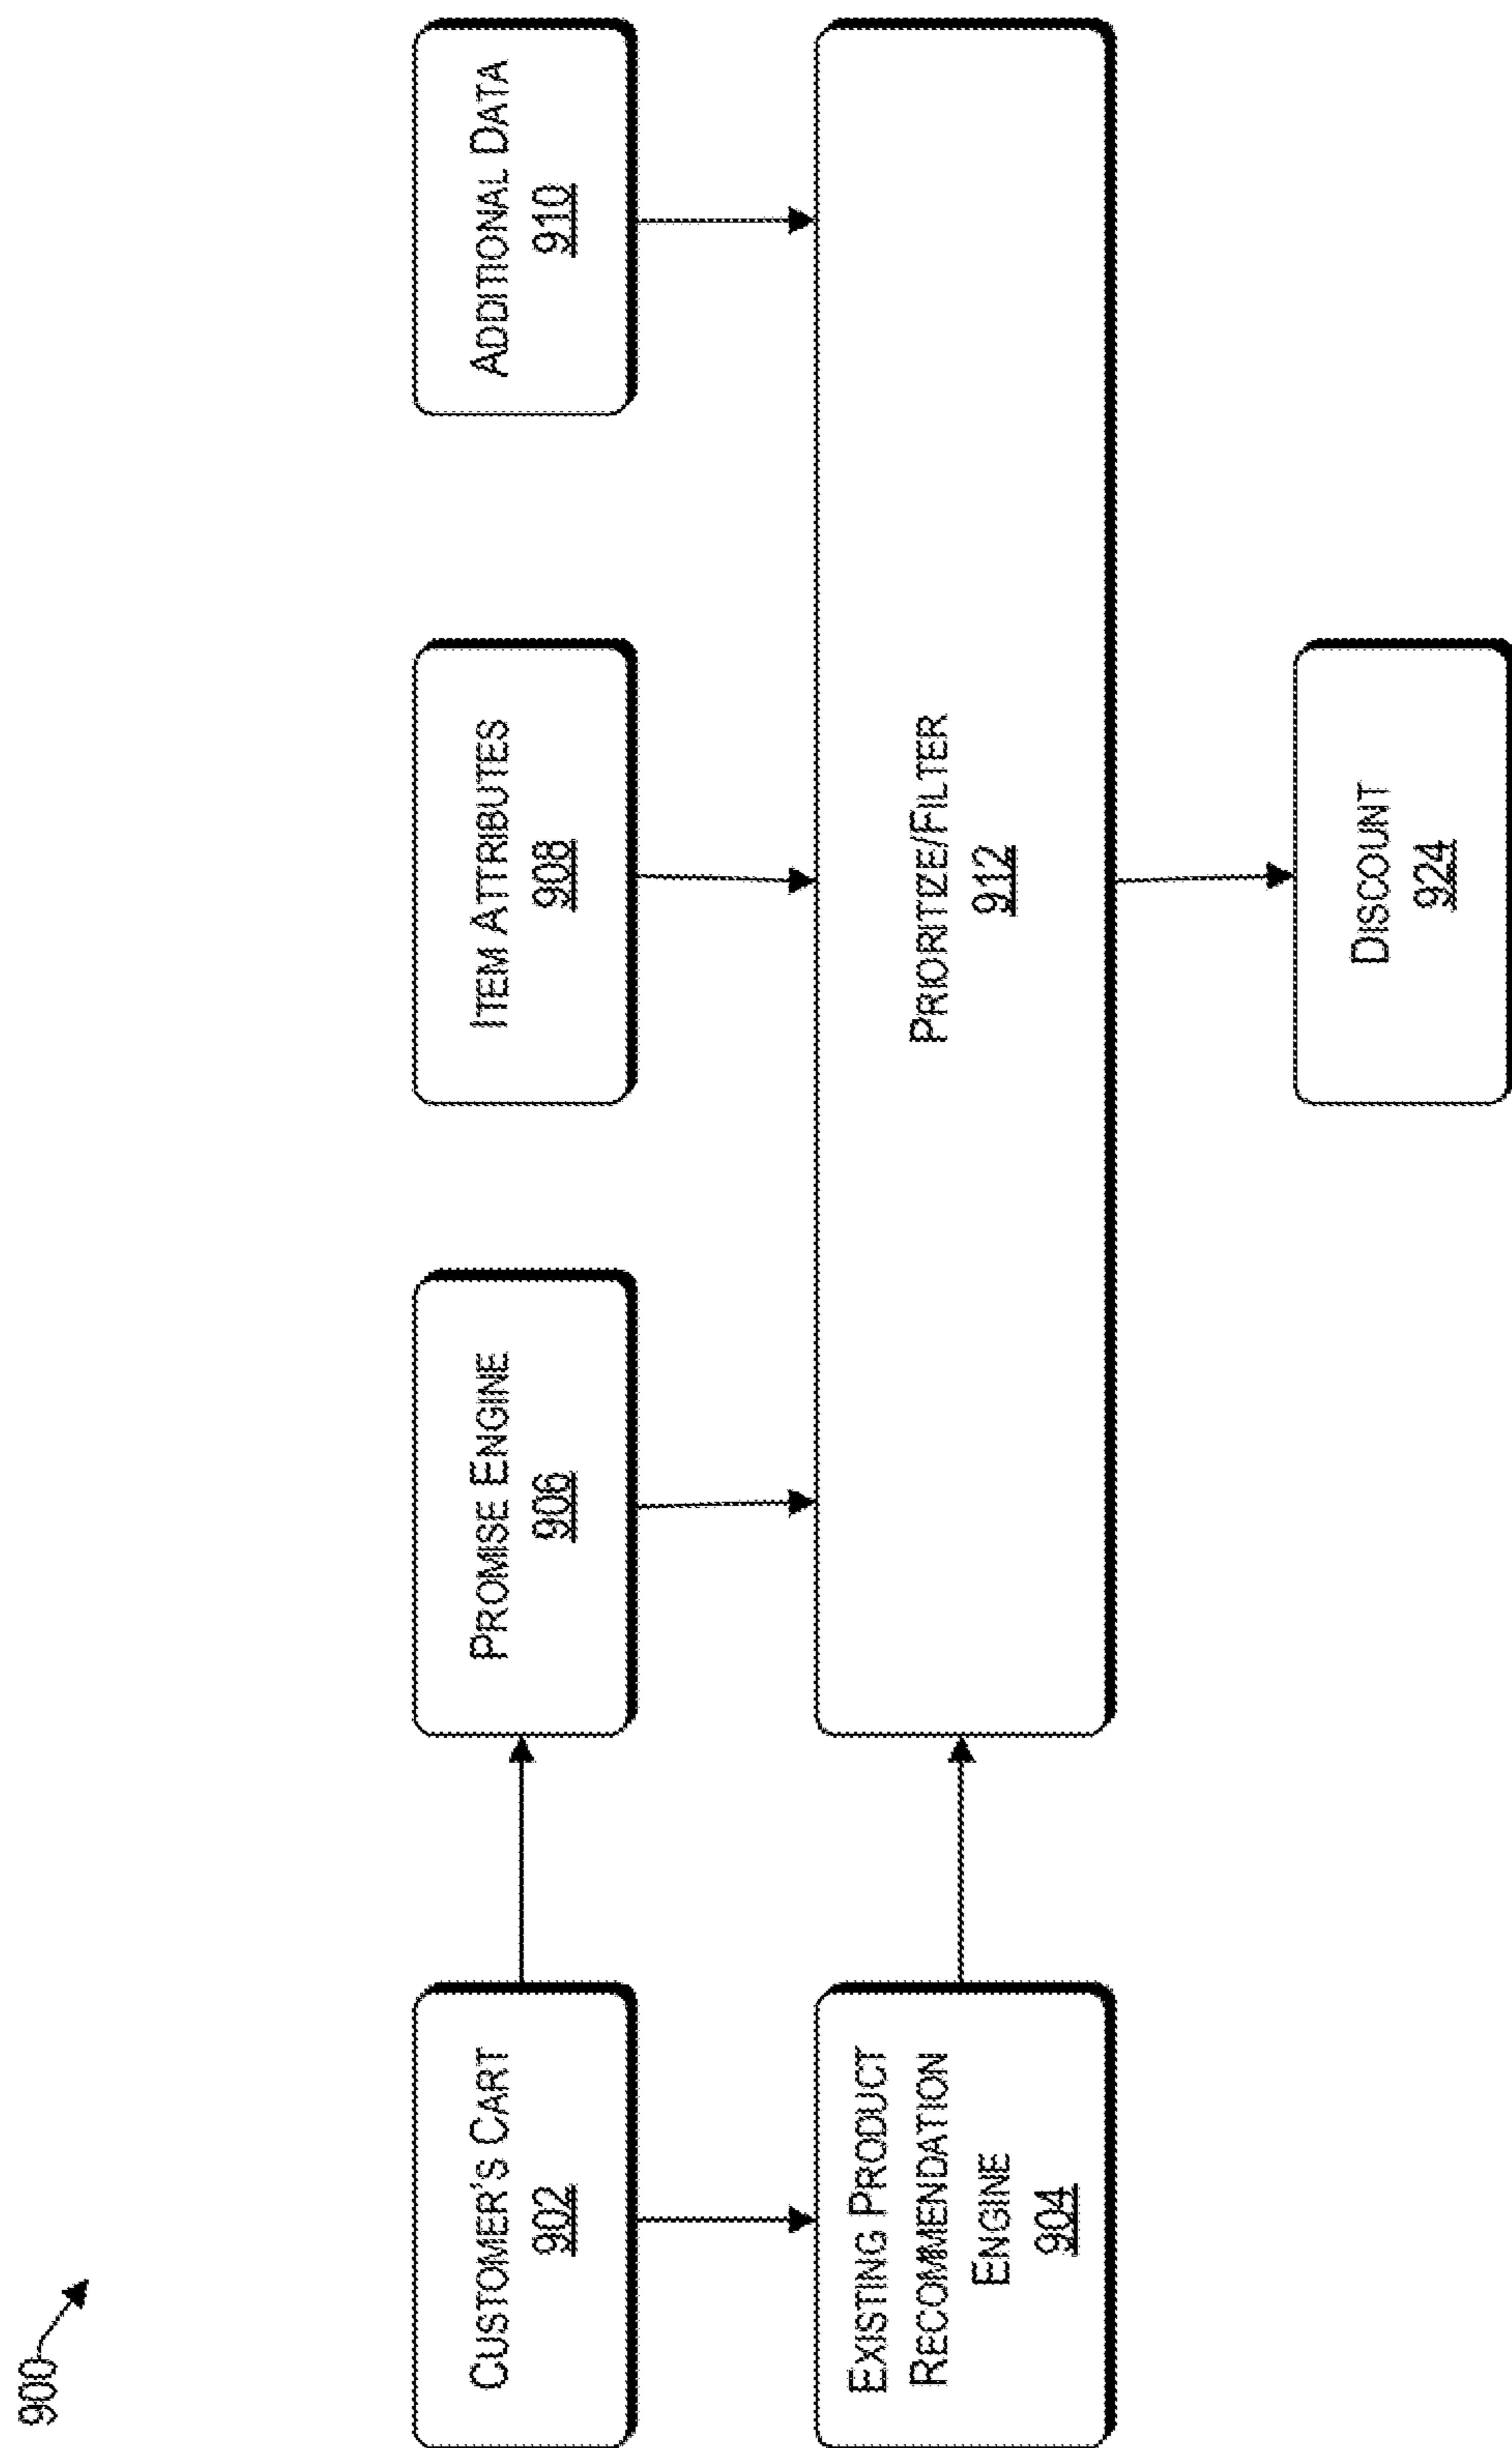 900
CUSTOMER'S CART
902
PROMISE ENGINE
906
ITEM ATTRIBUTES
908
ADDITIONAL DATA
910
EXISTING PRODUCT
RECOMMENDATION
ENGINE
904
PRIORITIZE/FILTER
912
DISCOUNT
924